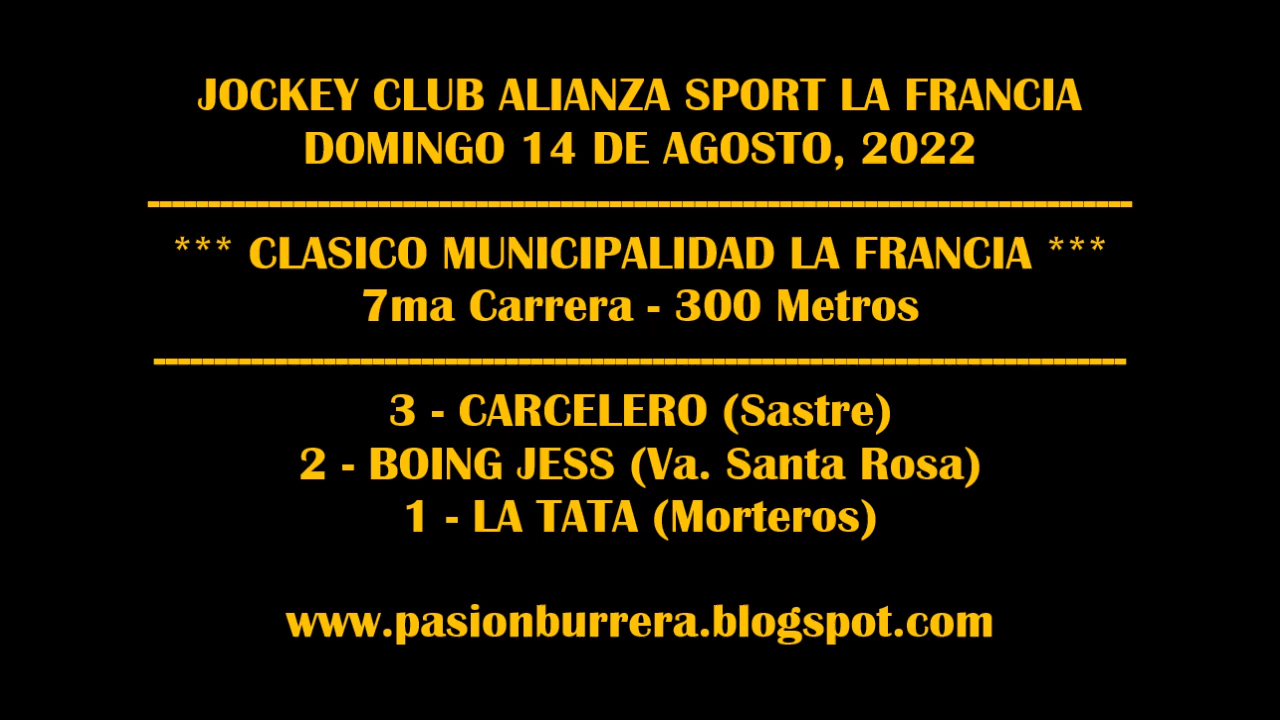 JOCKEY CLUB ALIANZA SPORT LA FRANCIA
DOMINGO 14 DE AGOSTO, 2022
--------------------------------------------------------------------------------
*** CLASICO MUNICIPALIDAD LA FRANCIA ***
7ma Carrera - 300 Metros
-------------------------------------------------------------------------------
3 - CARCELERO (Sastre)
2 - BOING JESS (Va. Santa Rosa)
1 - LA TATA (Morteros)
www.pasionburrera.blogspot.com